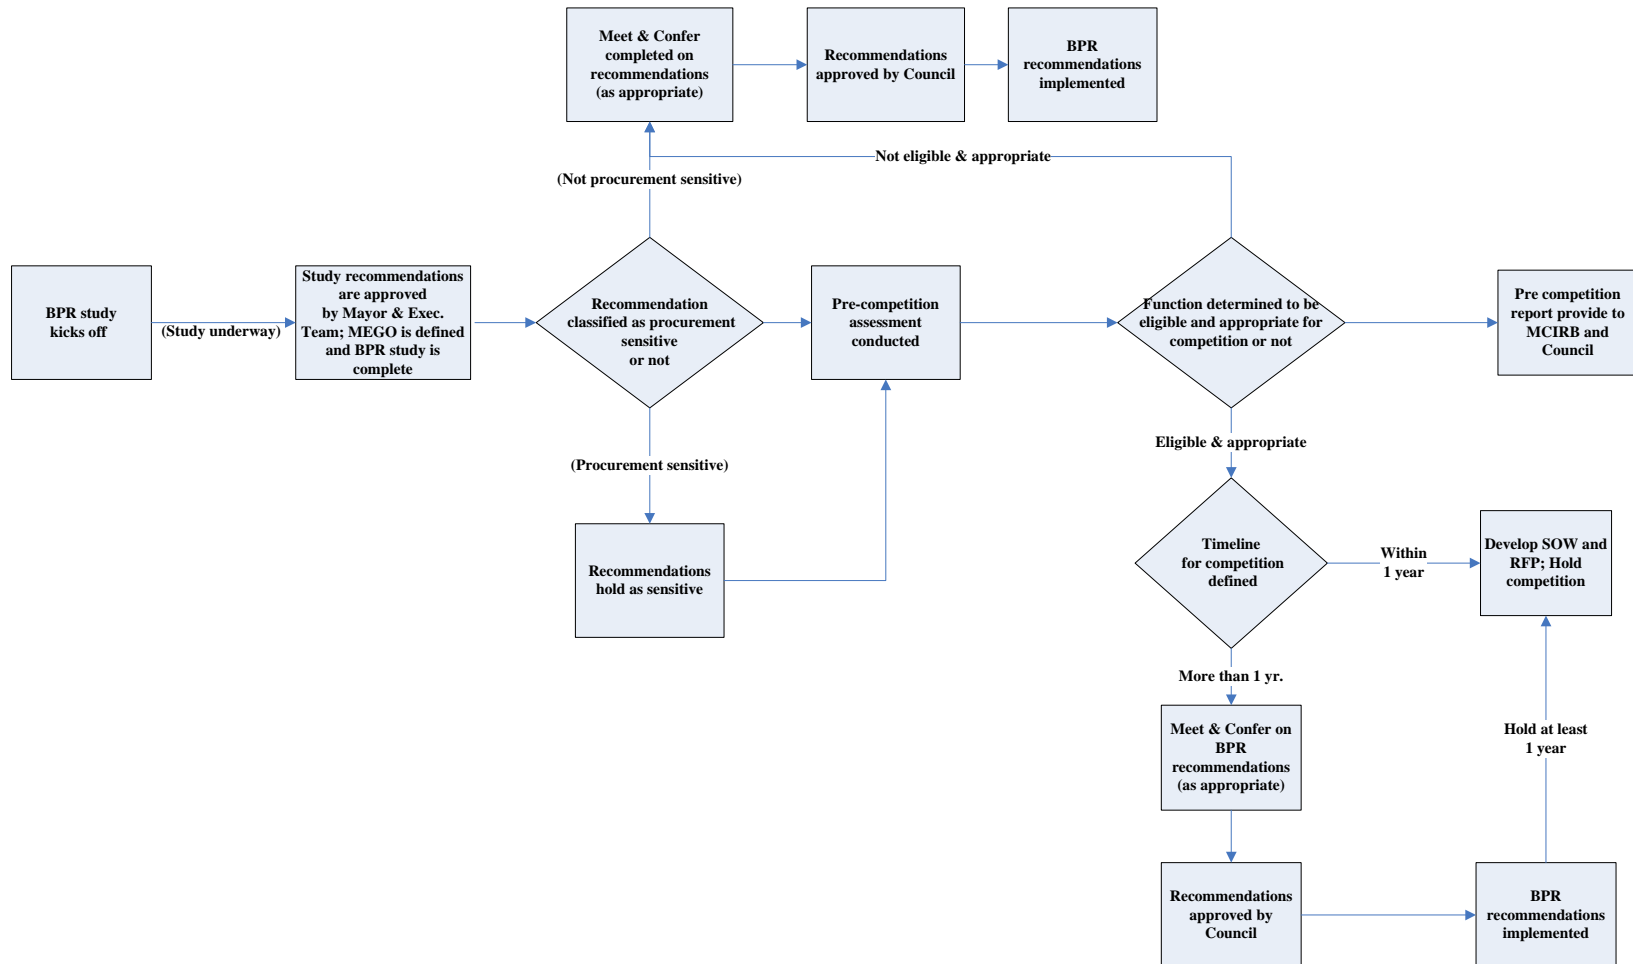 Meet & Confer
completed on
recommendations
(as appropriate)
Recommendations
approved by Council
BPR
recommendations
implemented
Not eligible & appropriate
(Not procurement sensitive)
BPR study
kicks off
(Study underway)
Study recommendations
are approved
by Mayor & Exec.
Team; MEGO is defined
and BPR study is
complete
Recommendation
classified as procurement
sensitive
or not
Pre-competition
assessment
conducted
Function determined to be
eligible and appropriate for
competition or not
Pre competition
report provide to
MCIRB and
Council
Eligible & appropriate
(Procurement sensitive)
Recommendations
hold as sensitive
Timeline
for competition
defined
Within
1 year
Develop SOW and
RFP; Hold
competition
More than 1 yr.
Meet & Confer on
BPR
recommendations
(as appropriate)
Hold at least
1 year
Recommendations
approved by
Council
BPR
recommendations
implemented